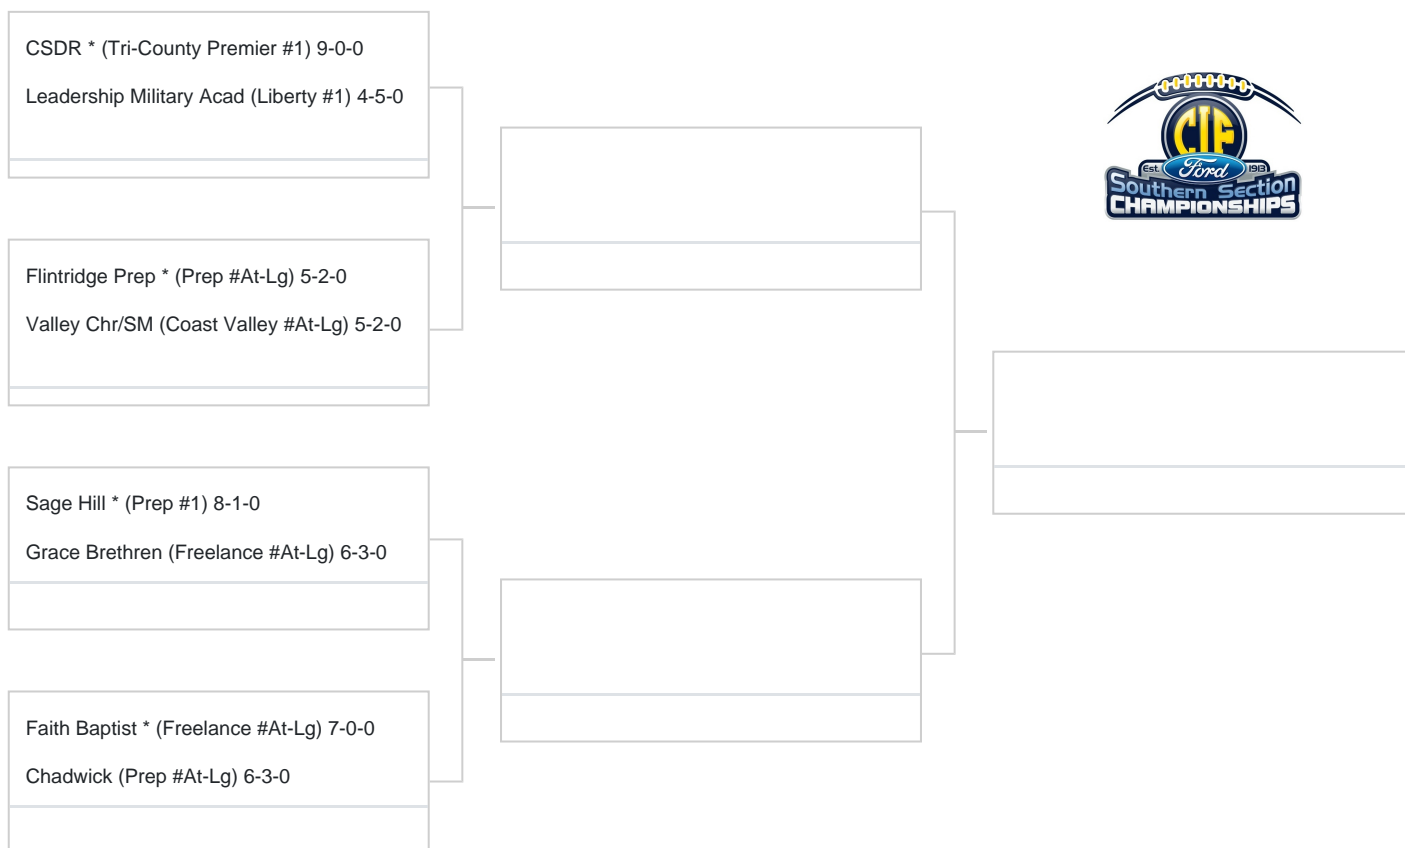 CSDR * (Tri-County Premier #1) 9-0-0
Leadership Military Acad (Liberty #1) 4-5-0
Flintridge Prep * (Prep #At-Lg) 5-2-0
Valley Chr/SM (Coast Valley #At-Lg) 5-2-0
Sage Hill * (Prep #1) 8-1-0
Grace Brethren (Freelance #At-Lg) 6-3-0
Faith Baptist * (Freelance #At-Lg) 7-0-0
Chadwick (Prep #At-Lg) 6-3-0
CIF
Est. Ford 1913
Southern Section
CHAMPIONSHIPS